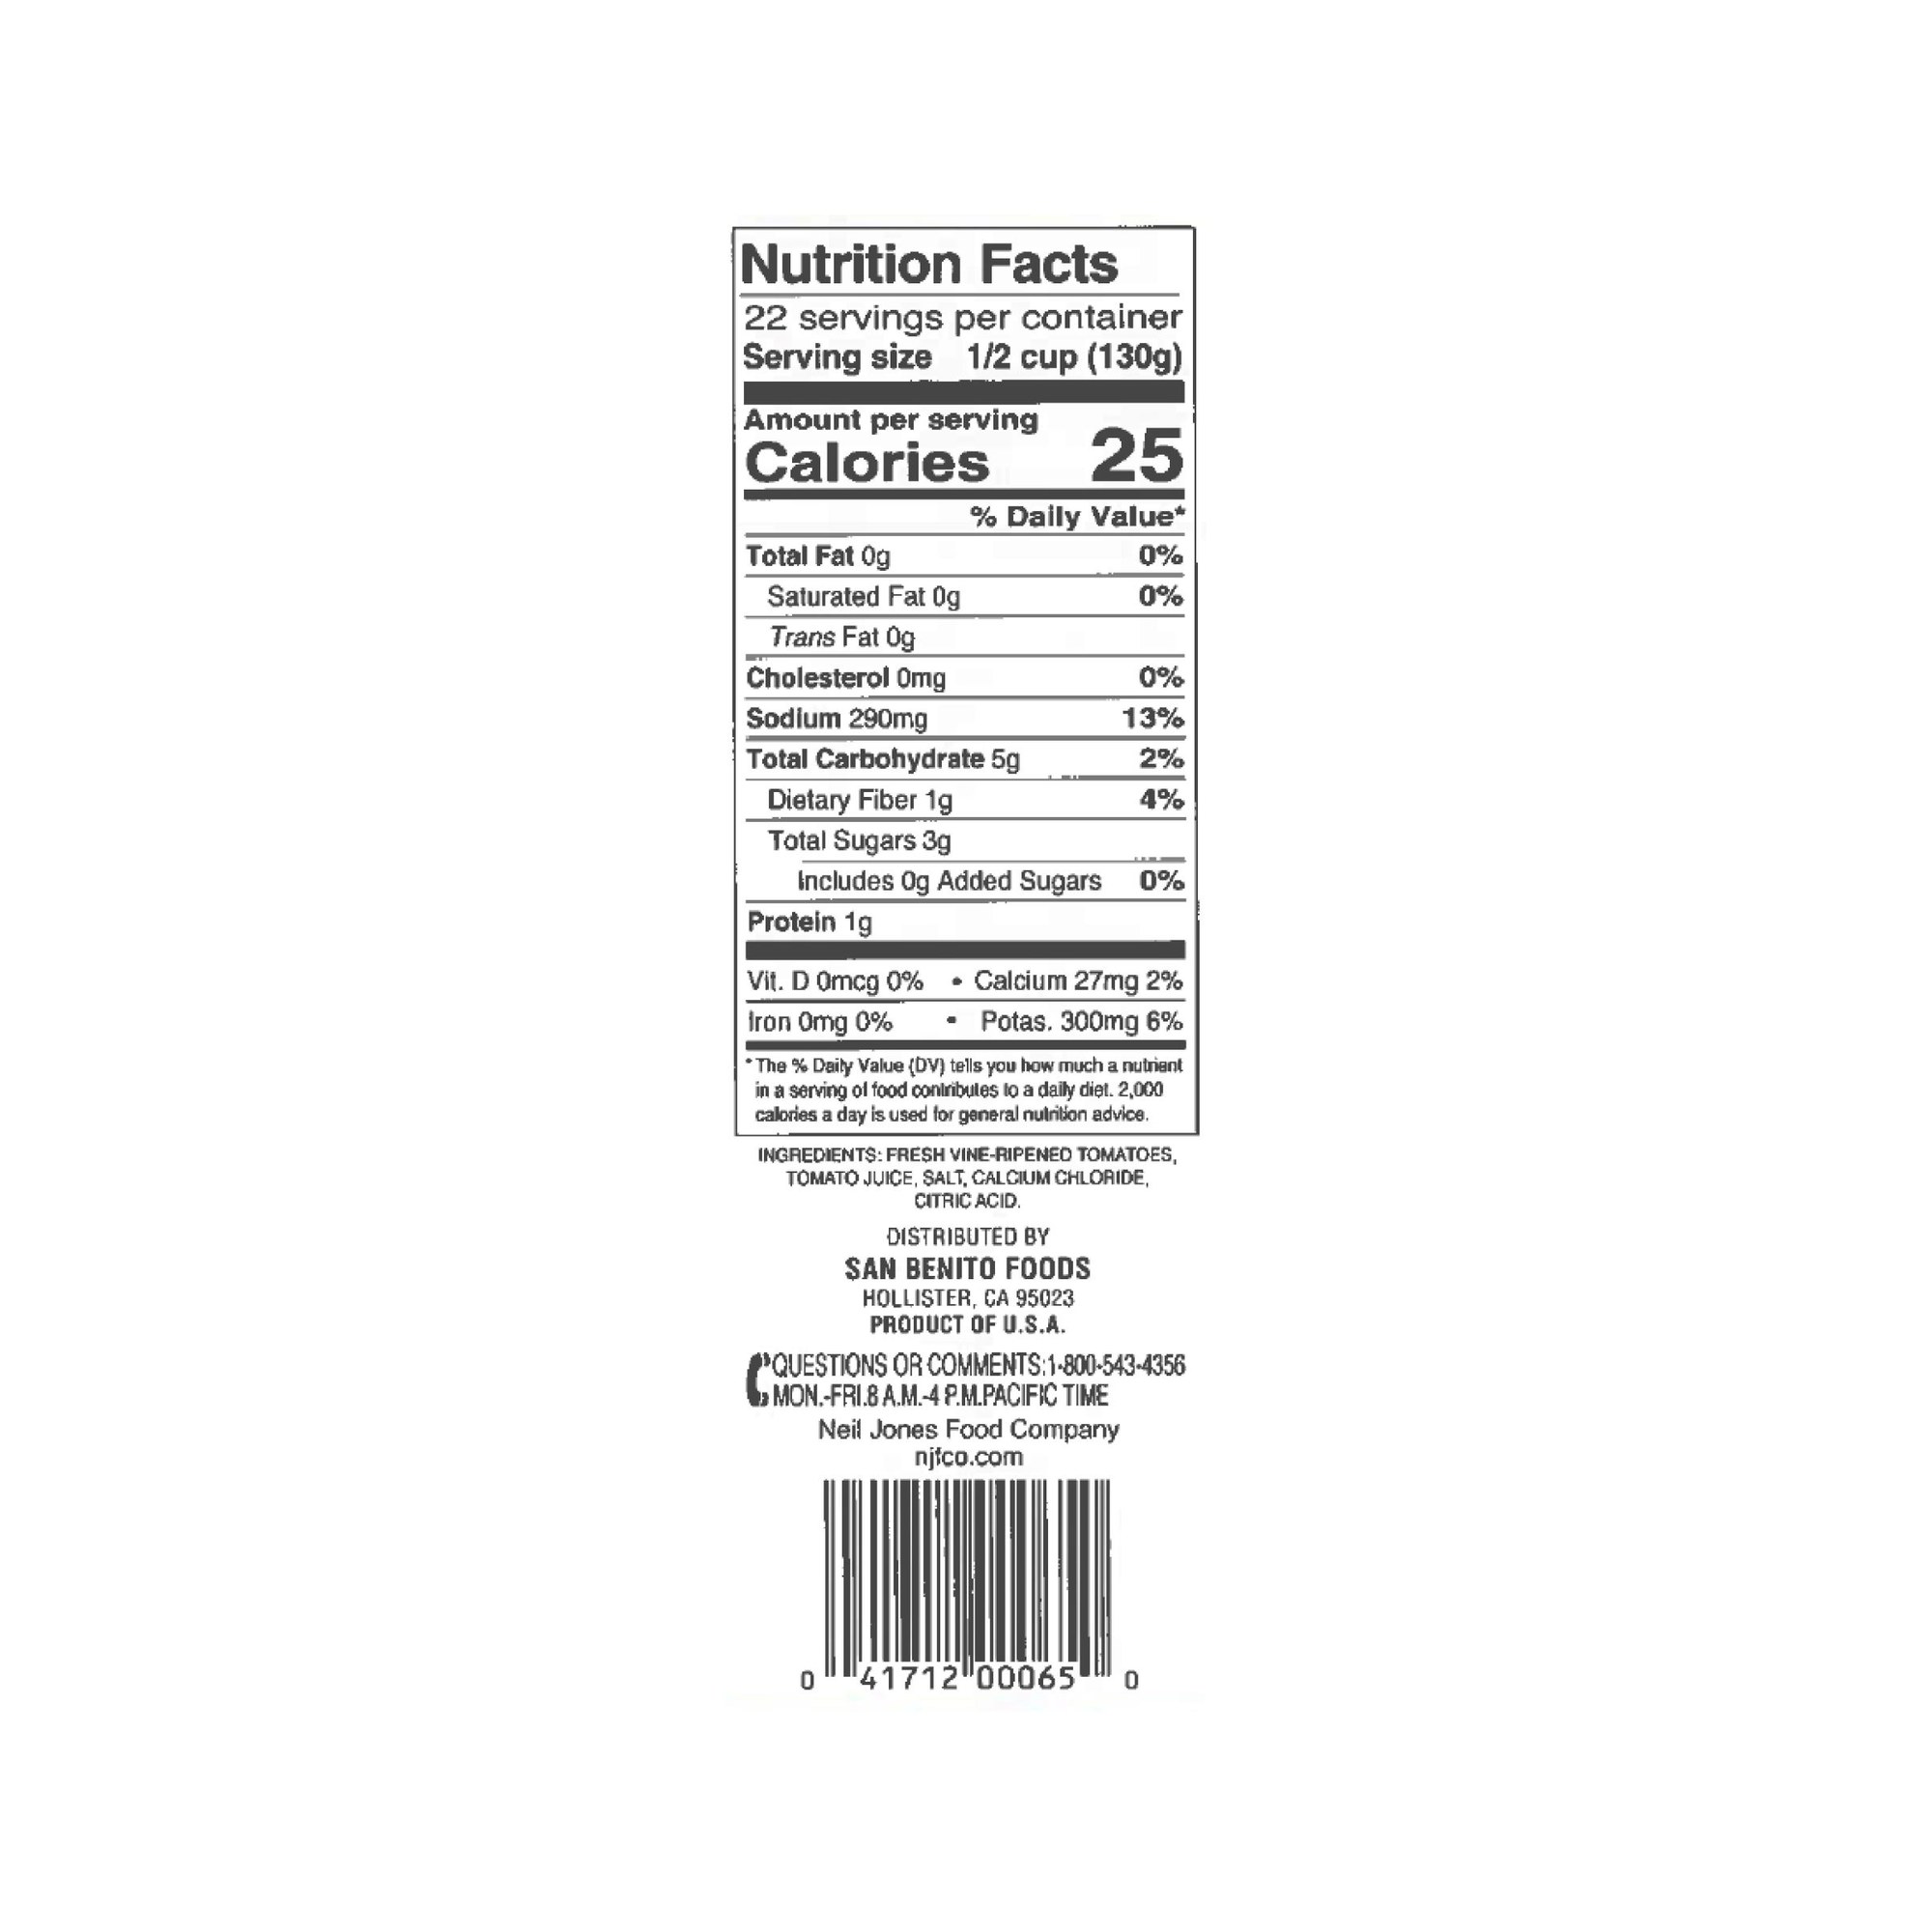 Nutrition Facts
22 servings per container
Serving size 1/2 cup (130g)
Amount per serving
Calories 25
% Daily Value*
Total Fat 0g 0%
Saturated Fat 0g 0%
Trans Fat 0g
Cholesterol 0mg 0%
Sodium 290mg 13%
Total Carbohydrate 5g 2%
Dietary Fiber 1g 4%
Total Sugars 3g
Includes 0g Added Sugars 0%
Protein 1g
Vit. D 0mcg 0% • Calcium 27mg 2%
Iron 0mg 0% • Potas. 300mg 6%
* The % Daily Value (DV) tells you how much a nutrient
in a serving of food contributes to a daily diet. 2,000
calories a day is used for general nutrition advice.
INGREDIENTS: FRESH VINE-RIPENED TOMATOES,
TOMATO JUICE, SALT, CALCIUM CHLORIDE,
CITRIC ACID.
DISTRIBUTED BY
SAN BENITO FOODS
HOLLISTER, CA 95023
PRODUCT OF U.S.A.
QUESTIONS OR COMMENTS:1-800-543-4356
MON.-FRI.8 A.M.-4 P.M.PACIFIC TIME
Neil Jones Food Company
njfco.com
0 41712 00065 0